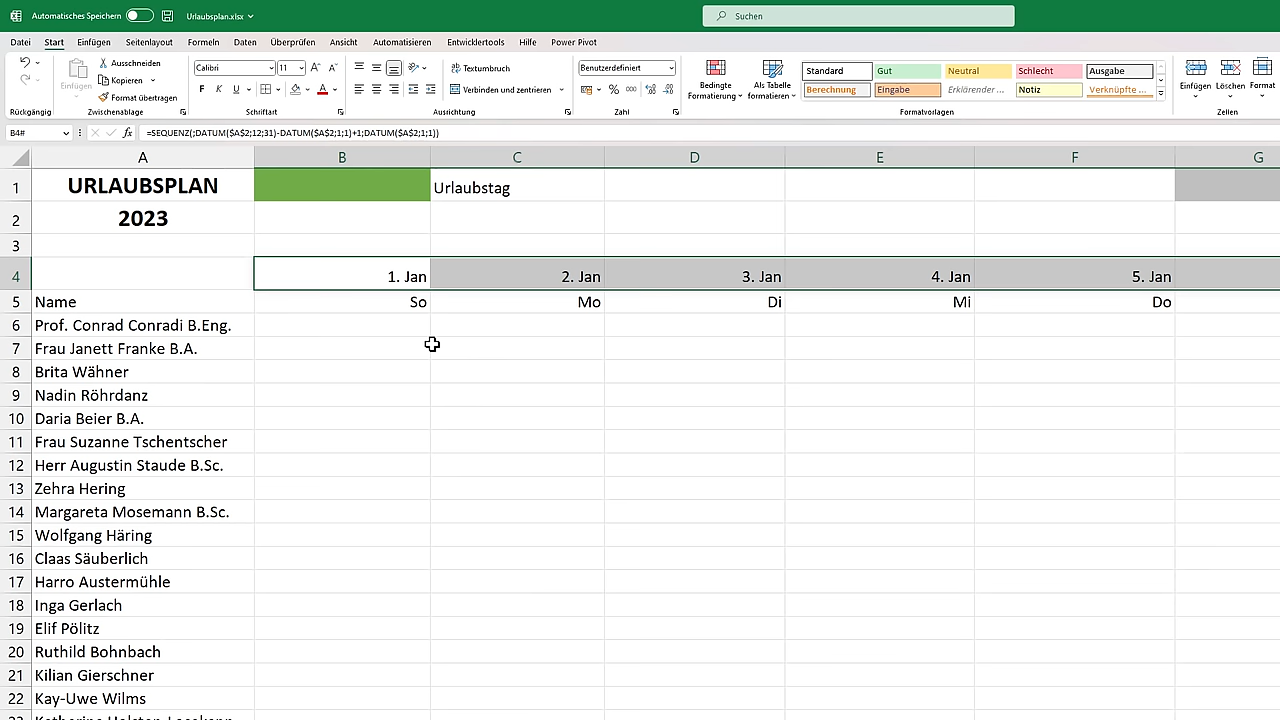 Automatisches Speichern Urlaubsplan.xlsx Suchen
Datei Start Einfügen Seitenlayout Formeln Daten Überprüfen Ansicht Automatisieren Entwicklertools Hilfe Power Pivot
Einfügen Ausschneiden Kopieren Format übertragen
Calibri 11
F K U
Textumbruch
Verbinden und zentrieren
Benutzerdefiniert
% 000
Bedingte Formatierung Als Tabelle formatieren
Standard Gut Neutral Schlecht Ausgabe
Berechnung Eingabe Erklärender ... Notiz Verknüpfte ...
Einfügen Löschen Format
Rückgängig Zwischenablage Schriftart Ausrichtung Zahl Formatvorlagen Zellen
B4# fx =SEQUENZ(;DATUM($A$2;12;31)-DATUM($A$2;1;1)+1;DATUM($A$2;1;1))
A B C D E F G
1 URLAUBSPLAN Urlaubstag
2 2023
3
4 1. Jan 2. Jan 3. Jan 4. Jan 5. Jan
5 Name So Mo Di Mi Do
6 Prof. Conrad Conradi B.Eng.
7 Frau Janett Franke B.A.
8 Brita Wähner
9 Nadin Röhrdanz
10 Daria Beier B.A.
11 Frau Suzanne Tschentscher
12 Herr Augustin Staude B.Sc.
13 Zehra Hering
14 Margareta Mosemann B.Sc.
15 Wolfgang Häring
16 Claas Säuberlich
17 Harro Austermühle
18 Inga Gerlach
19 Elif Pölitz
20 Ruthild Bohnbach
21 Kilian Gierschner
22 Kay-Uwe Wilms